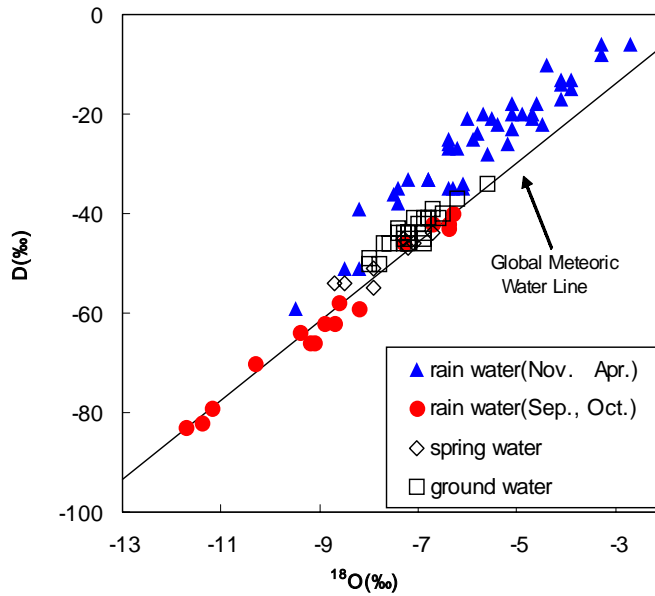 0
-20
-40
-60
-80
-100
D(‰)
-13
-11
-9
-7
-5
-3
18O(‰)
Global Meteoric
Water Line
rain water(Nov. Apr.)
rain water(Sep., Oct.)
spring water
ground water